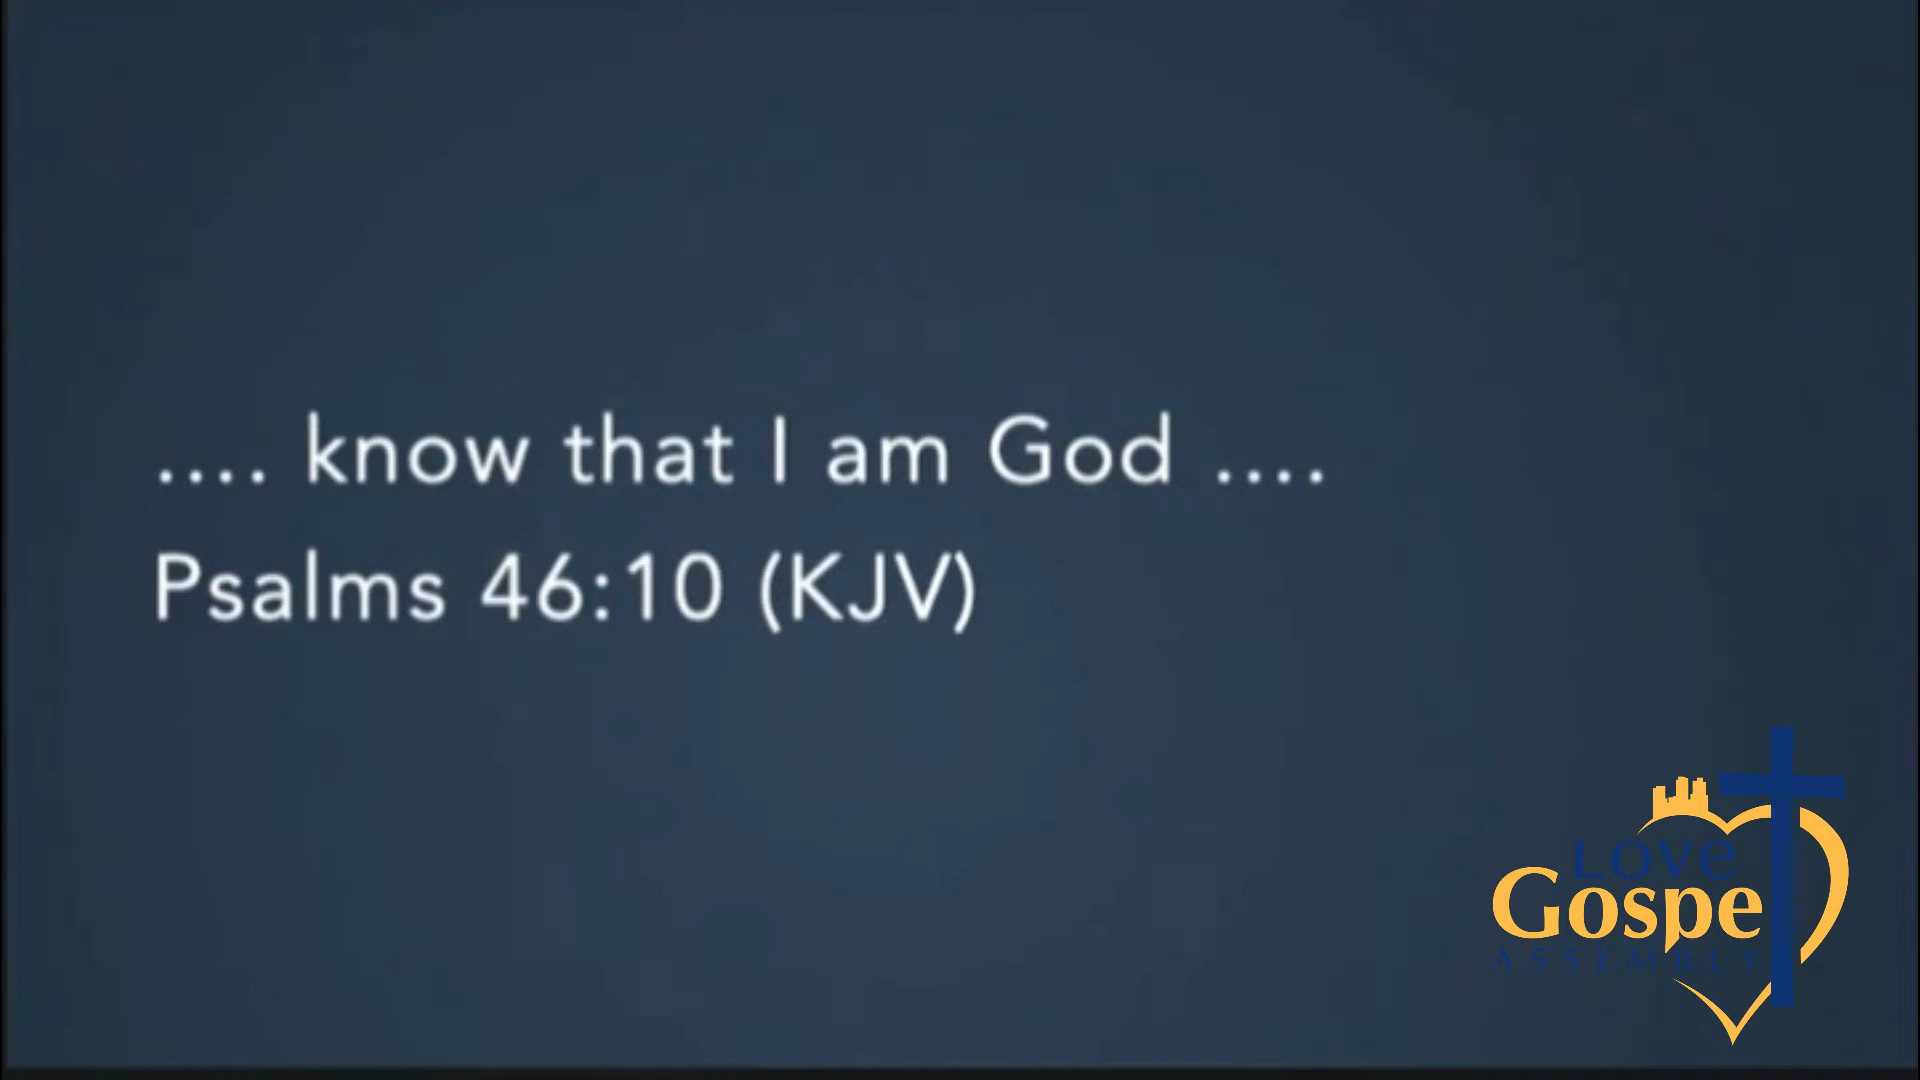 .... know that I am God ....
Psalms 46:10 (KJV)
LOVE
Gospel
ASSEMBLY